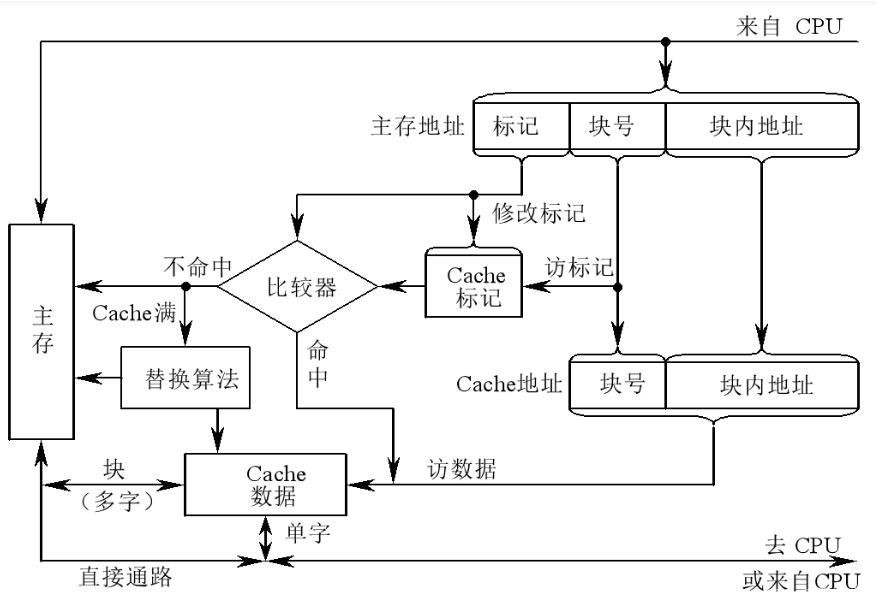 来自 CPU
主存地址
标记
块号
块内地址
修改标记
不命中
比较器
Cache
标记
访标记
主
存
Cache满
替换算法
命
中
Cache地址
块号
块内地址
块
（多字）
Cache
数据
访数据
单字
直接通路
去 CPU
或来自CPU